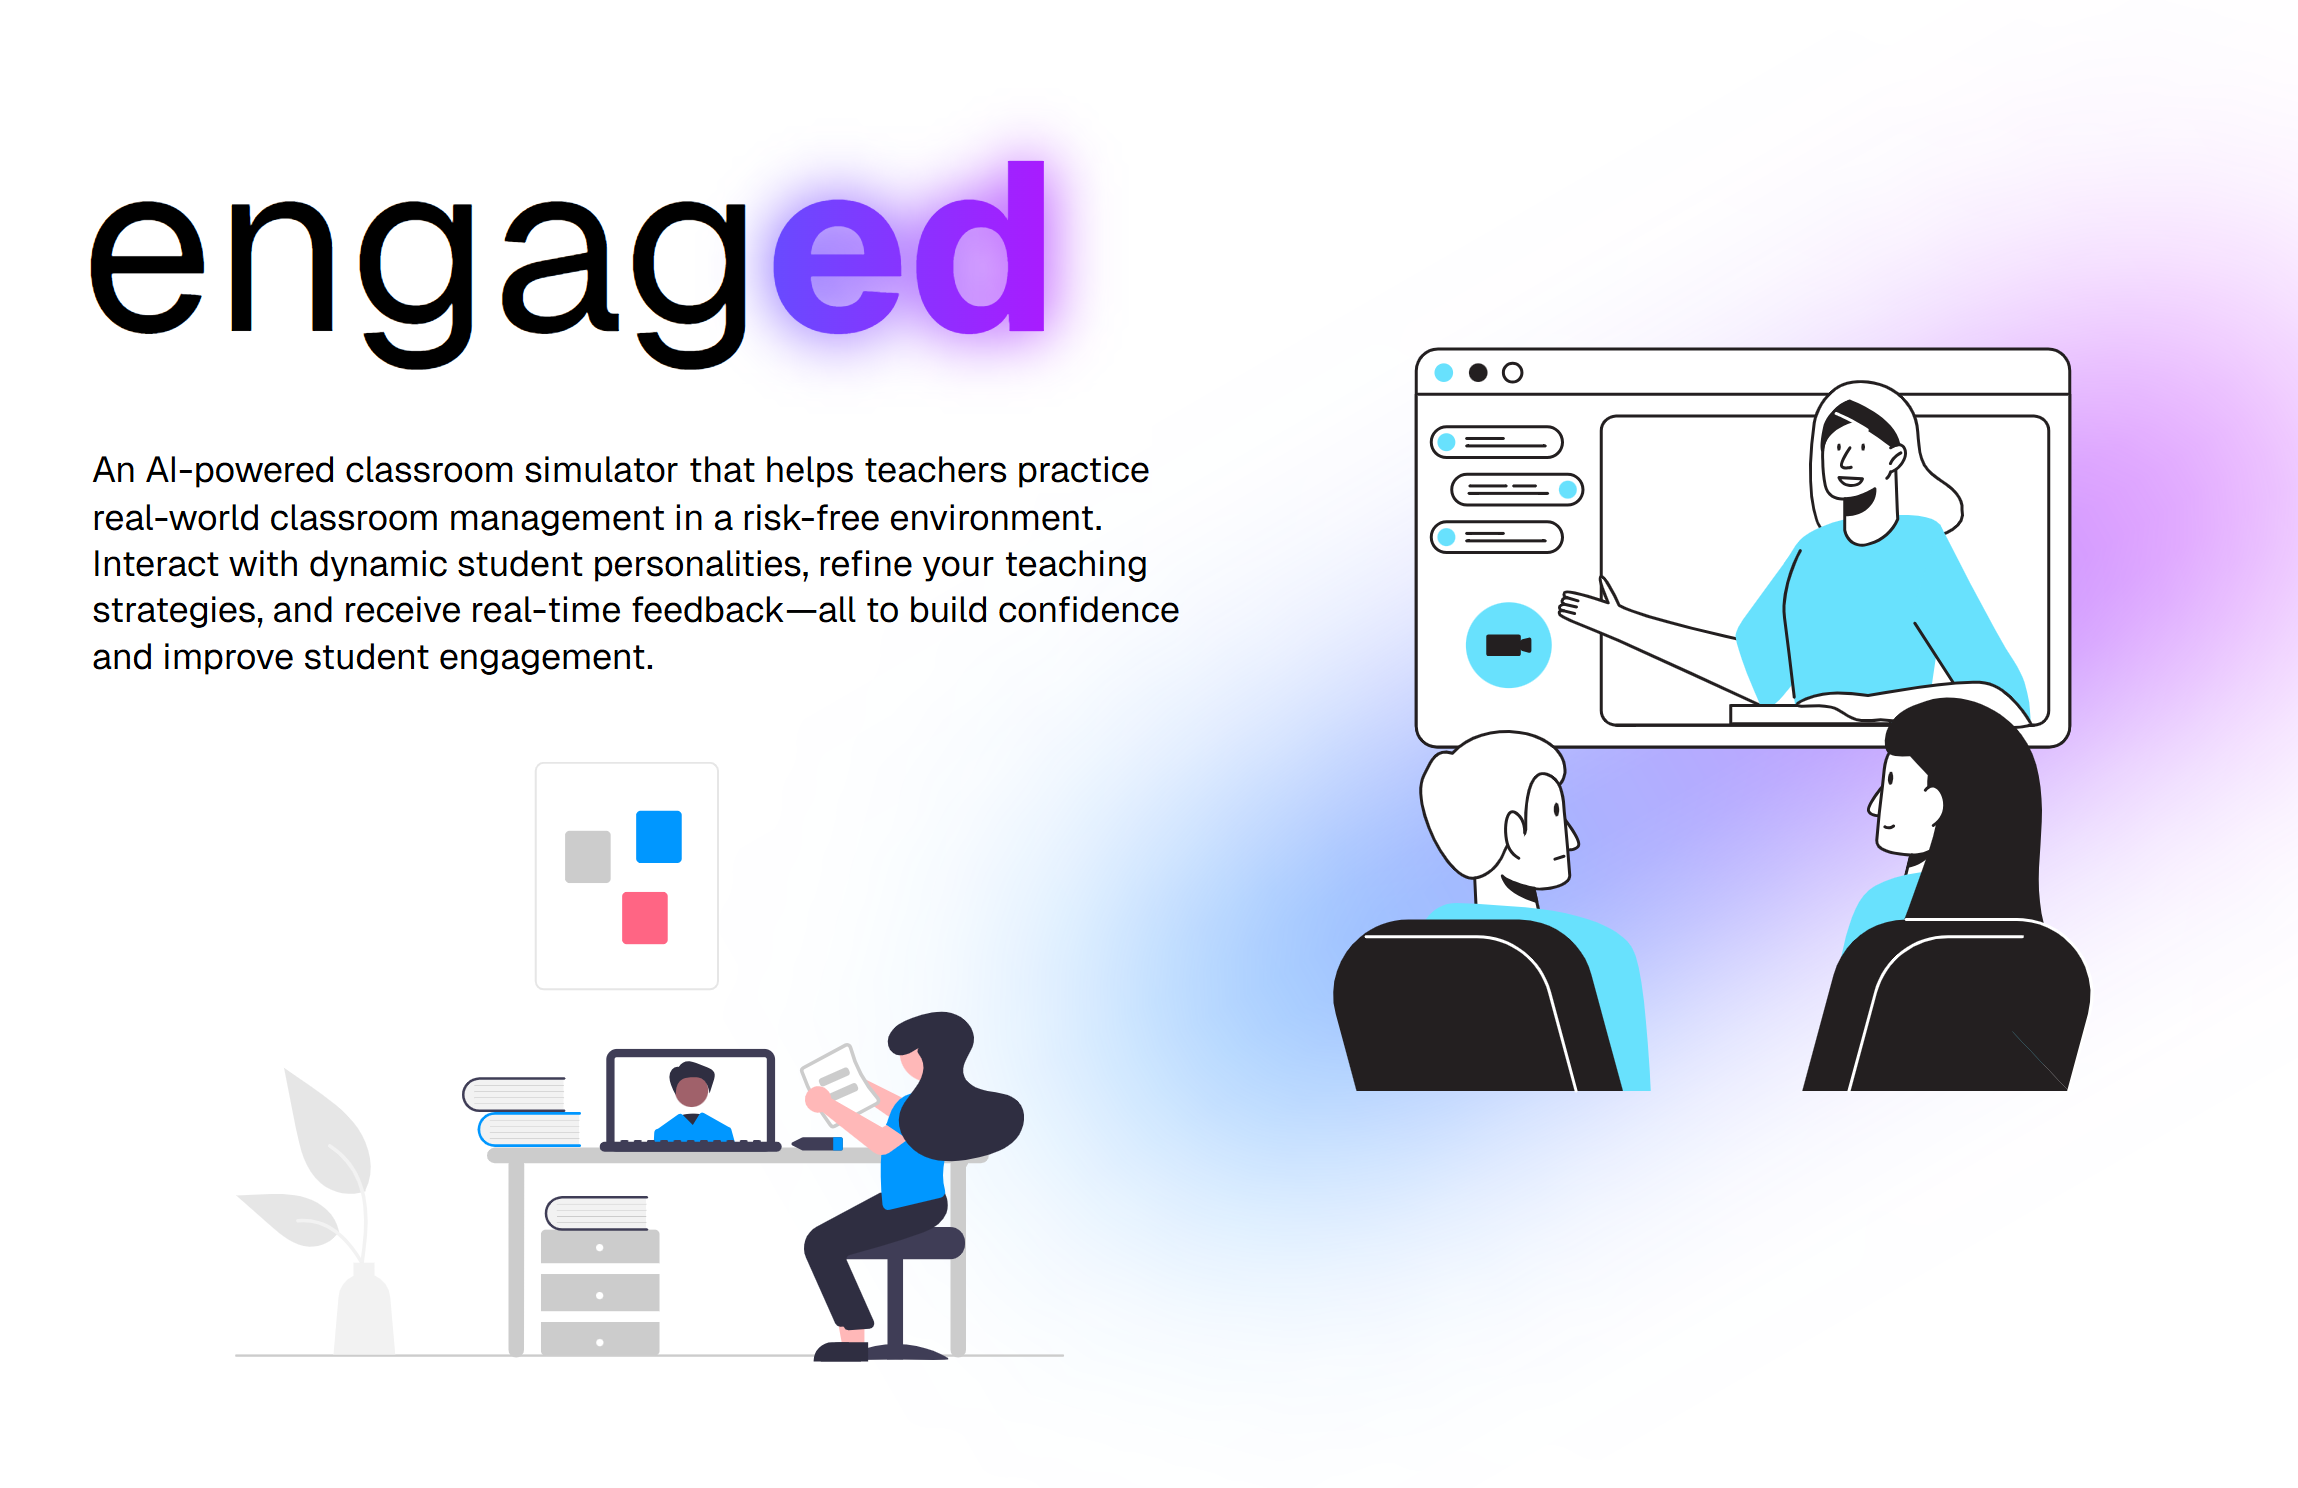 engaged
An AI-powered classroom simulator that helps teachers practice
real-world classroom management in a risk-free environment.
Interact with dynamic student personalities, refine your teaching
strategies, and receive real-time feedback—all to build confidence
and improve student engagement.